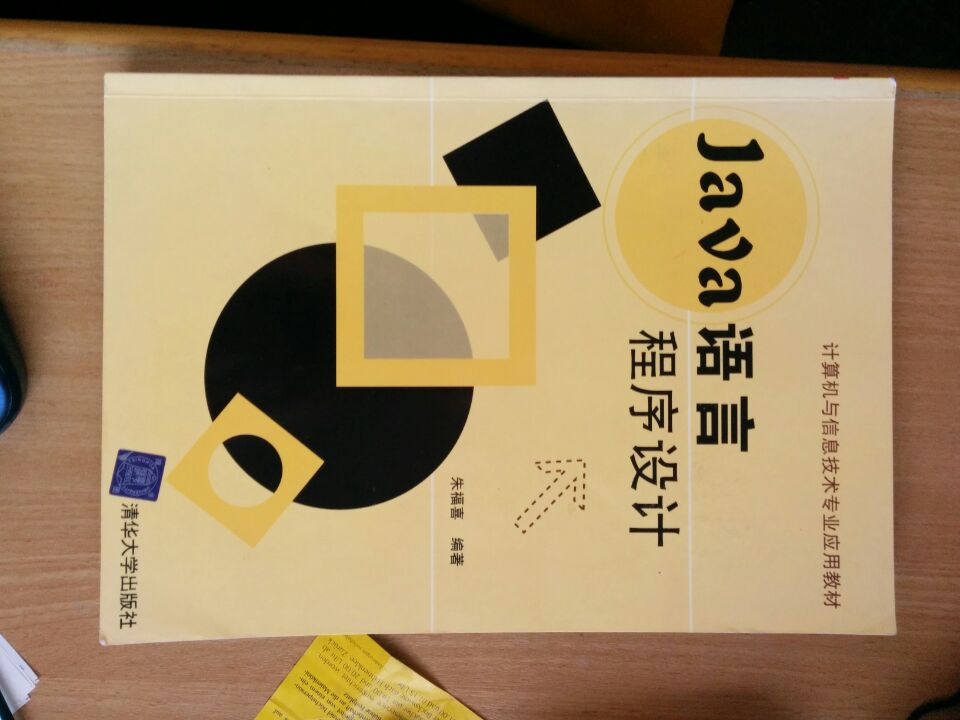 计算机与信息技术专业应用教材
Java语言
程序设计
朱福喜 编著
清华大学出版社